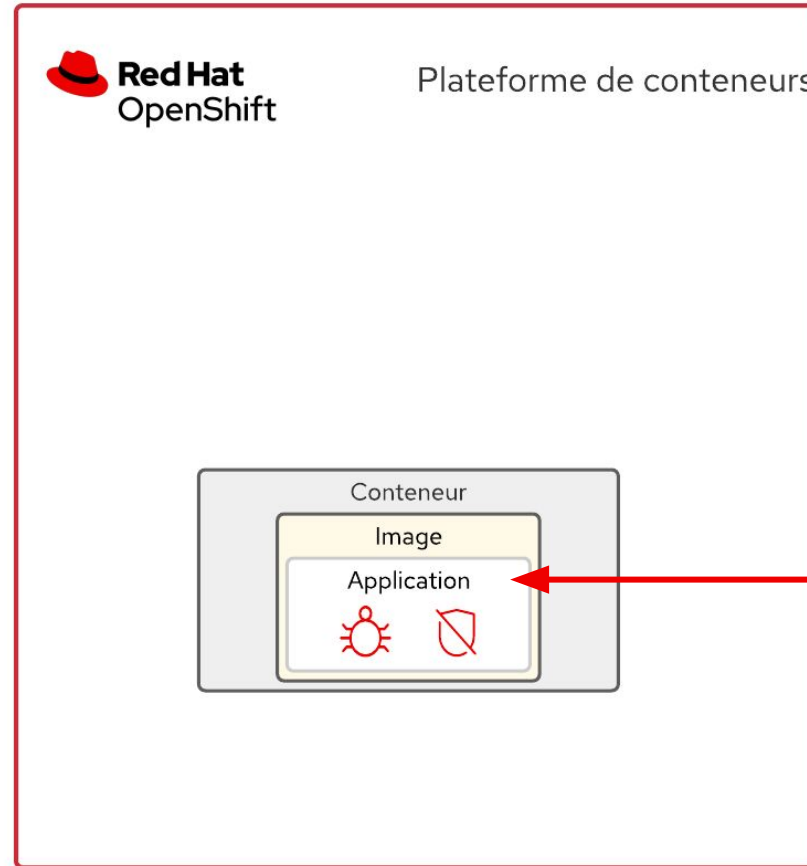 Red Hat
OpenShift
Plateforme de conteneurs
Conteneur
Image
Application